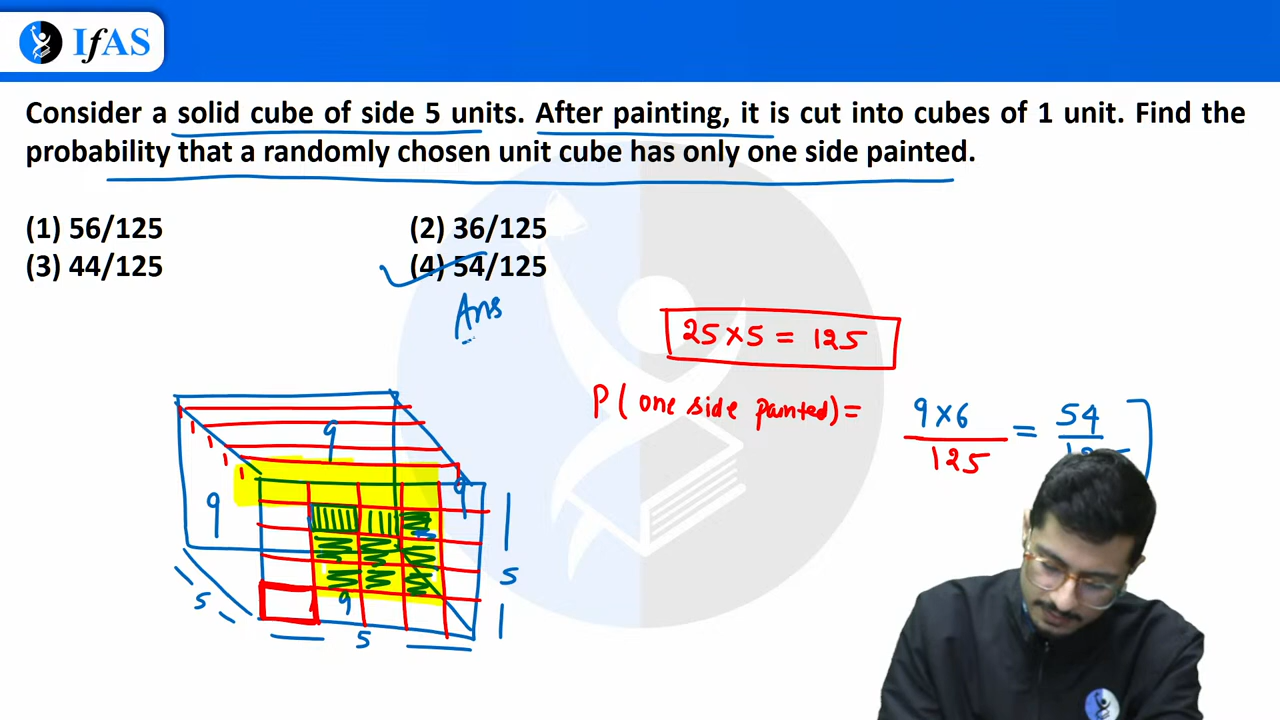 IfAS
Consider a solid cube of side 5 units. After painting, it is cut into cubes of 1 unit. Find the
probability that a randomly chosen unit cube has only one side painted.
(1) 56/125 (2) 36/125
(3) 44/125 (4) 54/125
Ans
25×5 = 125
P( one side painted) = 9×6 / 125 = 54
9
9
9
5
5
9
5